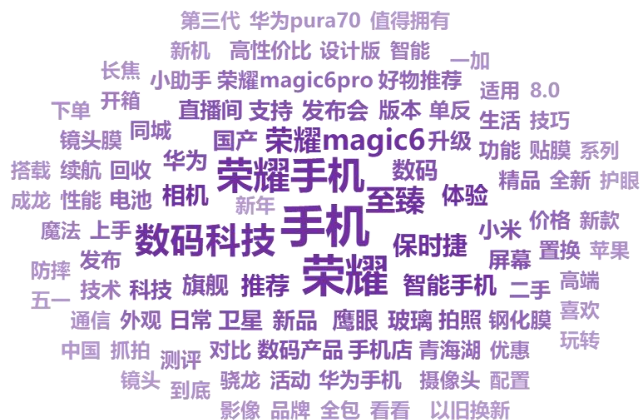 第三代 华为pura70 值得拥有
新机 高性价比 设计版 智能 一加
长焦 小助手 荣耀magic6pro 好物推荐 适用 8.0
下单 开箱 直播间 支持 发布会 版本 单反 生活 技巧
镜头膜 同城 国产 荣耀magic6 升级 功能 贴膜 系列
搭载 续航 回收 华为 荣耀手机 数码 精品 全新 护眼
成龙 性能 电池 相机 新年 至臻 体验
魔法 上手 数码科技 手机 保时捷 小米 价格 新款
防摔 发布 屏幕 置换 苹果
五一 技术 科技 旗舰 推荐 荣耀 智能手机 二手 高端
通信 外观 日常 卫星 新品 鹰眼 玻璃 拍照 钢化膜 喜欢
中国 抓拍 测评 对比 数码产品 手机店 青海湖 优惠 玩转
镜头 到底 骁龙 活动 华为手机 摄像头 配置
影像 品牌 全包 看看 以旧换新